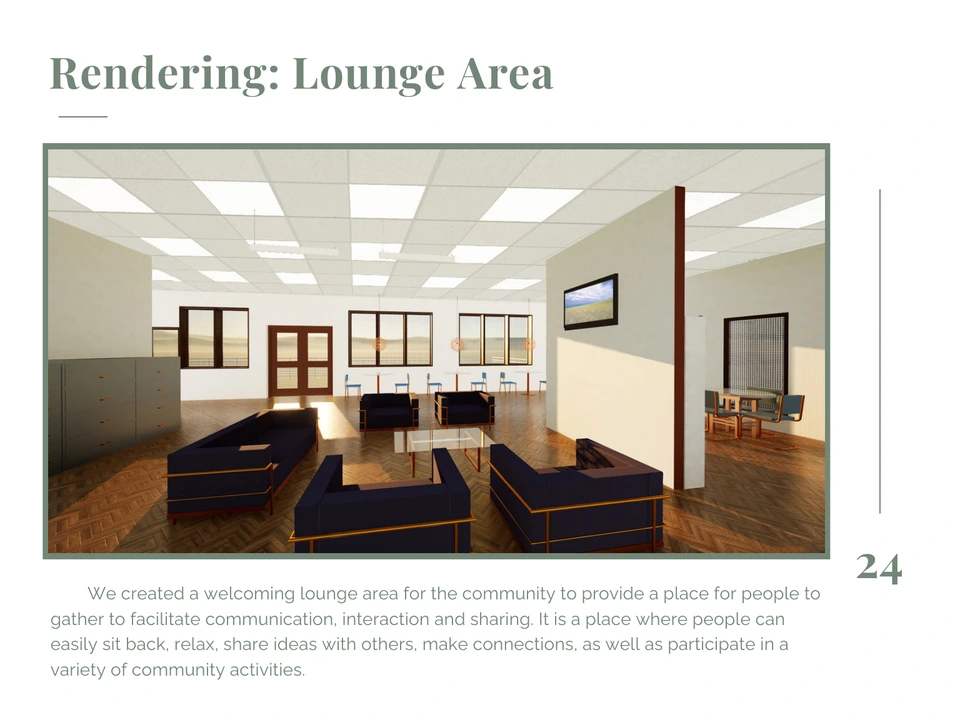 Rendering: Lounge Area
We created a welcoming lounge area for the community to provide a place for people to
gather to facilitate communication, interaction and sharing. It is a place where people can
easily sit back, relax, share ideas with others, make connections, as well as participate in a
variety of community activities.
24